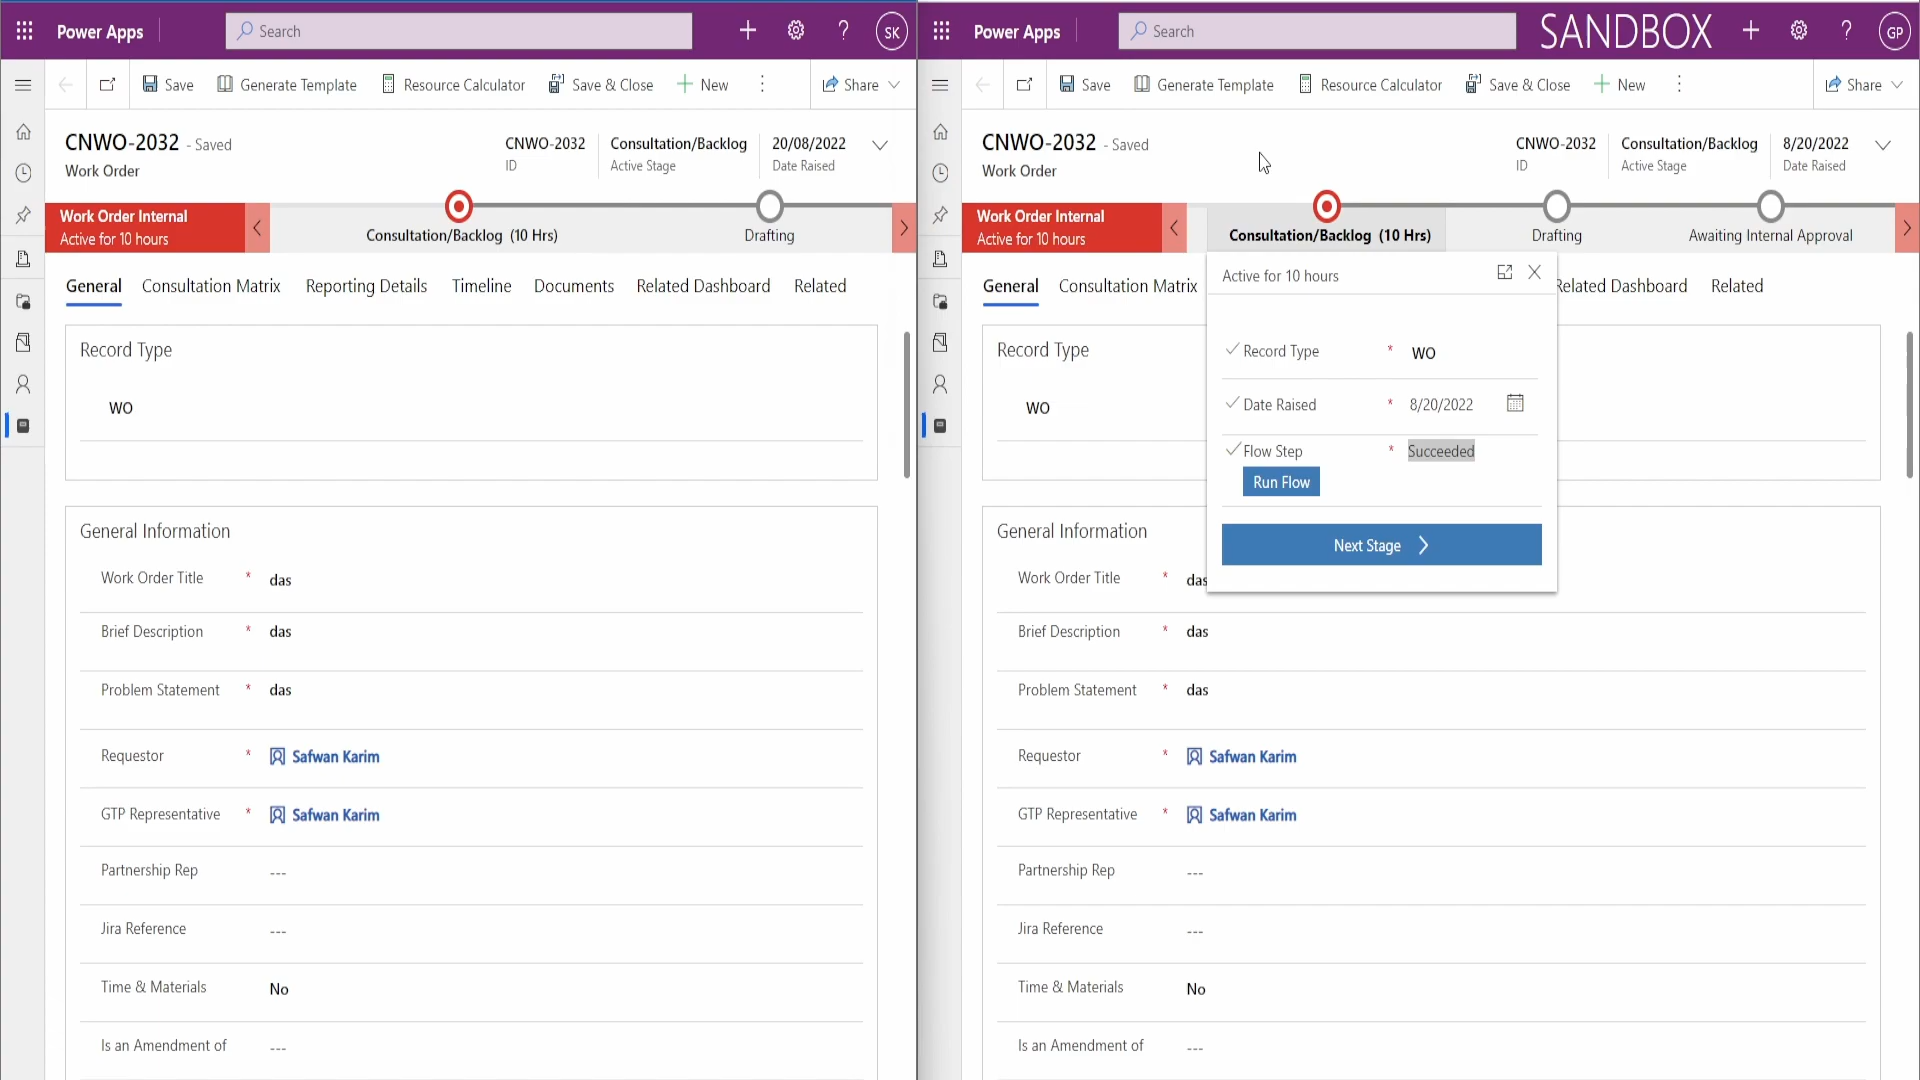 Power Apps
Search
SK
Save
Generate Template
Resource Calculator
Save & Close
New
Share
CNWO-2032 - Saved
Work Order
CNWO-2032
ID
Consultation/Backlog
Active Stage
20/08/2022
Date Raised
Work Order Internal
Active for 10 hours
Consultation/Backlog (10 Hrs)
Drafting
General
Consultation Matrix
Reporting Details
Timeline
Documents
Related Dashboard
Related
Record Type
WO
General Information
Work Order Title * das
Brief Description * das
Problem Statement * das
Requestor * Safwan Karim
GTP Representative * Safwan Karim
Partnership Rep ---
Jira Reference ---
Time & Materials No
Is an Amendment of ---
Power Apps
Search
SANDBOX
GP
Save
Generate Template
Resource Calculator
Save & Close
New
Share
CNWO-2032 - Saved
Work Order
CNWO-2032
ID
Consultation/Backlog
Active Stage
8/20/2022
Date Raised
Work Order Internal
Active for 10 hours
Consultation/Backlog (10 Hrs)
Drafting
Awaiting Internal Approval
General
Consultation Matrix
Related Dashboard
Related
Active for 10 hours
Record Type * WO
Date Raised * 8/20/2022
Flow Step * Succeeded
Run Flow
Next Stage
Record Type
WO
General Information
Work Order Title * das
Brief Description * das
Problem Statement * das
Requestor * Safwan Karim
GTP Representative * Safwan Karim
Partnership Rep ---
Jira Reference ---
Time & Materials No
Is an Amendment of ---